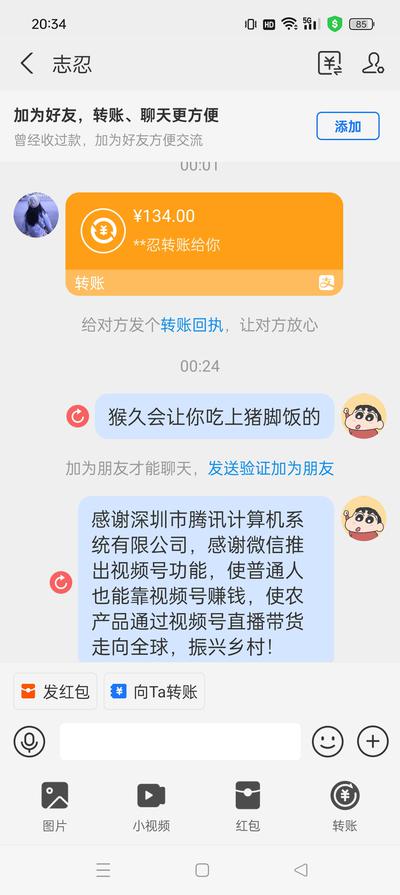 20:34
HD
5G
85
志忍
加为好友，转账、聊天更方便
曾经收过款，加为好友方便交流
添加
00:01
¥134.00
**忍转账给你
转账
支
给对方发个转账回执，让对方放心
00:24
猴久会让你吃上猪脚饭的
加为朋友才能聊天，发送验证加为朋友
感谢深圳市腾讯计算机系
统有限公司，感谢微信推
出视频号功能，使普通人
也能靠视频号赚钱，使农
产品通过视频号直播带货
走向全球，振兴乡村！
发红包
向Ta转账
图片
小视频
红包
转账